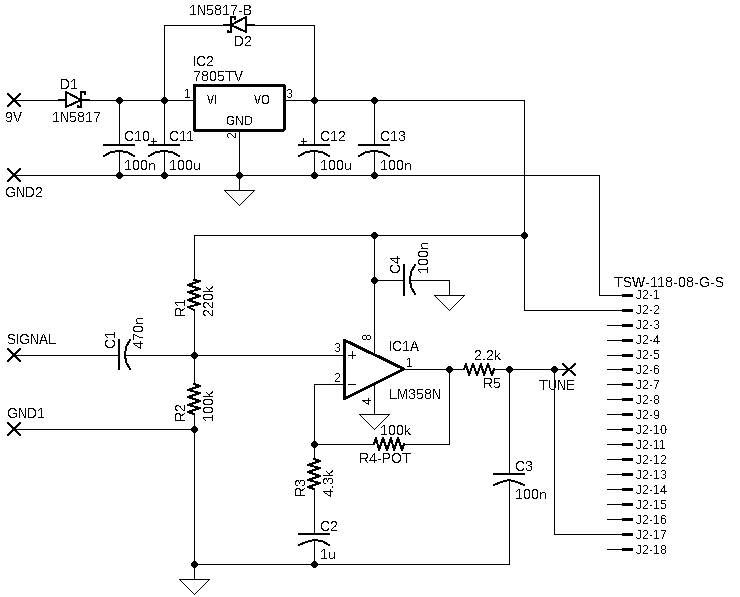 1N5817-B
D2
IC2
7805TV
D1
1
VI
VO
3
9V
1N5817
GND
C10
+
C11
2
+
C12
C13
100n
100u
100u
100n
GND2
C4
100n
TSW-118-08-G-S
J2-1
J2-2
R1
220k
J2-3
SIGNAL
C1
470n
8
IC1A
J2-4
3
+
1
2.2k
J2-5
J2-6
2
−
R5
TUNE
J2-7
R2
100k
4
LM358N
J2-8
GND1
J2-9
100k
J2-10
J2-11
R4-POT
J2-12
R3
4.3k
C3
J2-13
100n
J2-14
J2-15
C2
J2-16
J2-17
1u
J2-18